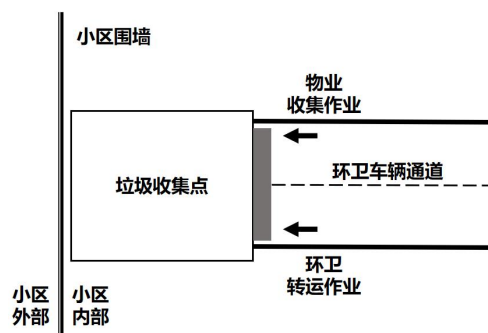 小区围墙
物业
收集作业
垃圾收集点
环卫车辆通道
环卫
转运作业
小区
外部
小区
内部